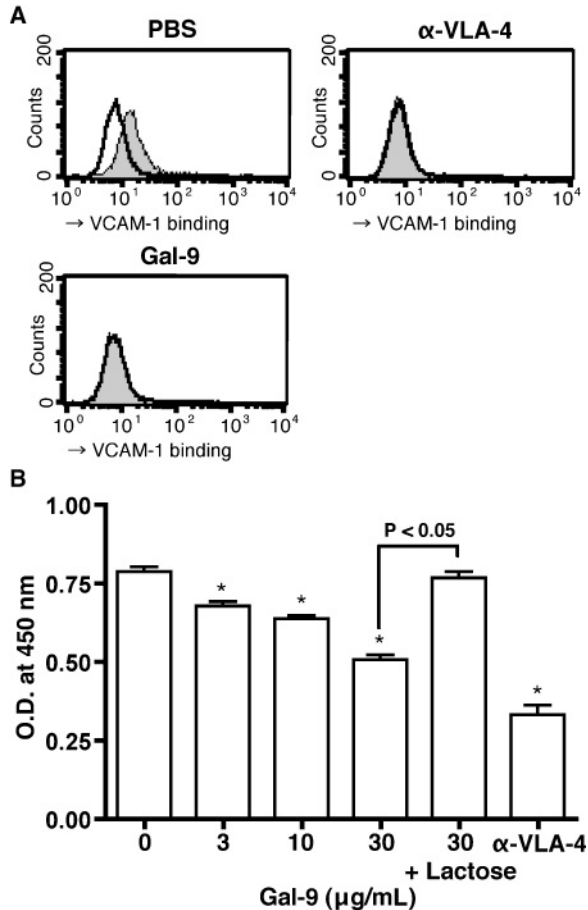 A
PBS
α-VLA-4
200
Counts
0
10⁰ 10¹ 10² 10³ 10⁴
→ VCAM-1 binding
200
Counts
0
10⁰ 10¹ 10² 10³ 10⁴
→ VCAM-1 binding
Gal-9
200
Counts
0
10⁰ 10¹ 10² 10³ 10⁴
→ VCAM-1 binding
B
O.D. at 450 nm
1.00
0.75
0.50
0.25
0.00
P < 0.05
* * * *
0 3 10 30 30 α-VLA-4
+ Lactose
Gal-9 (μg/mL)